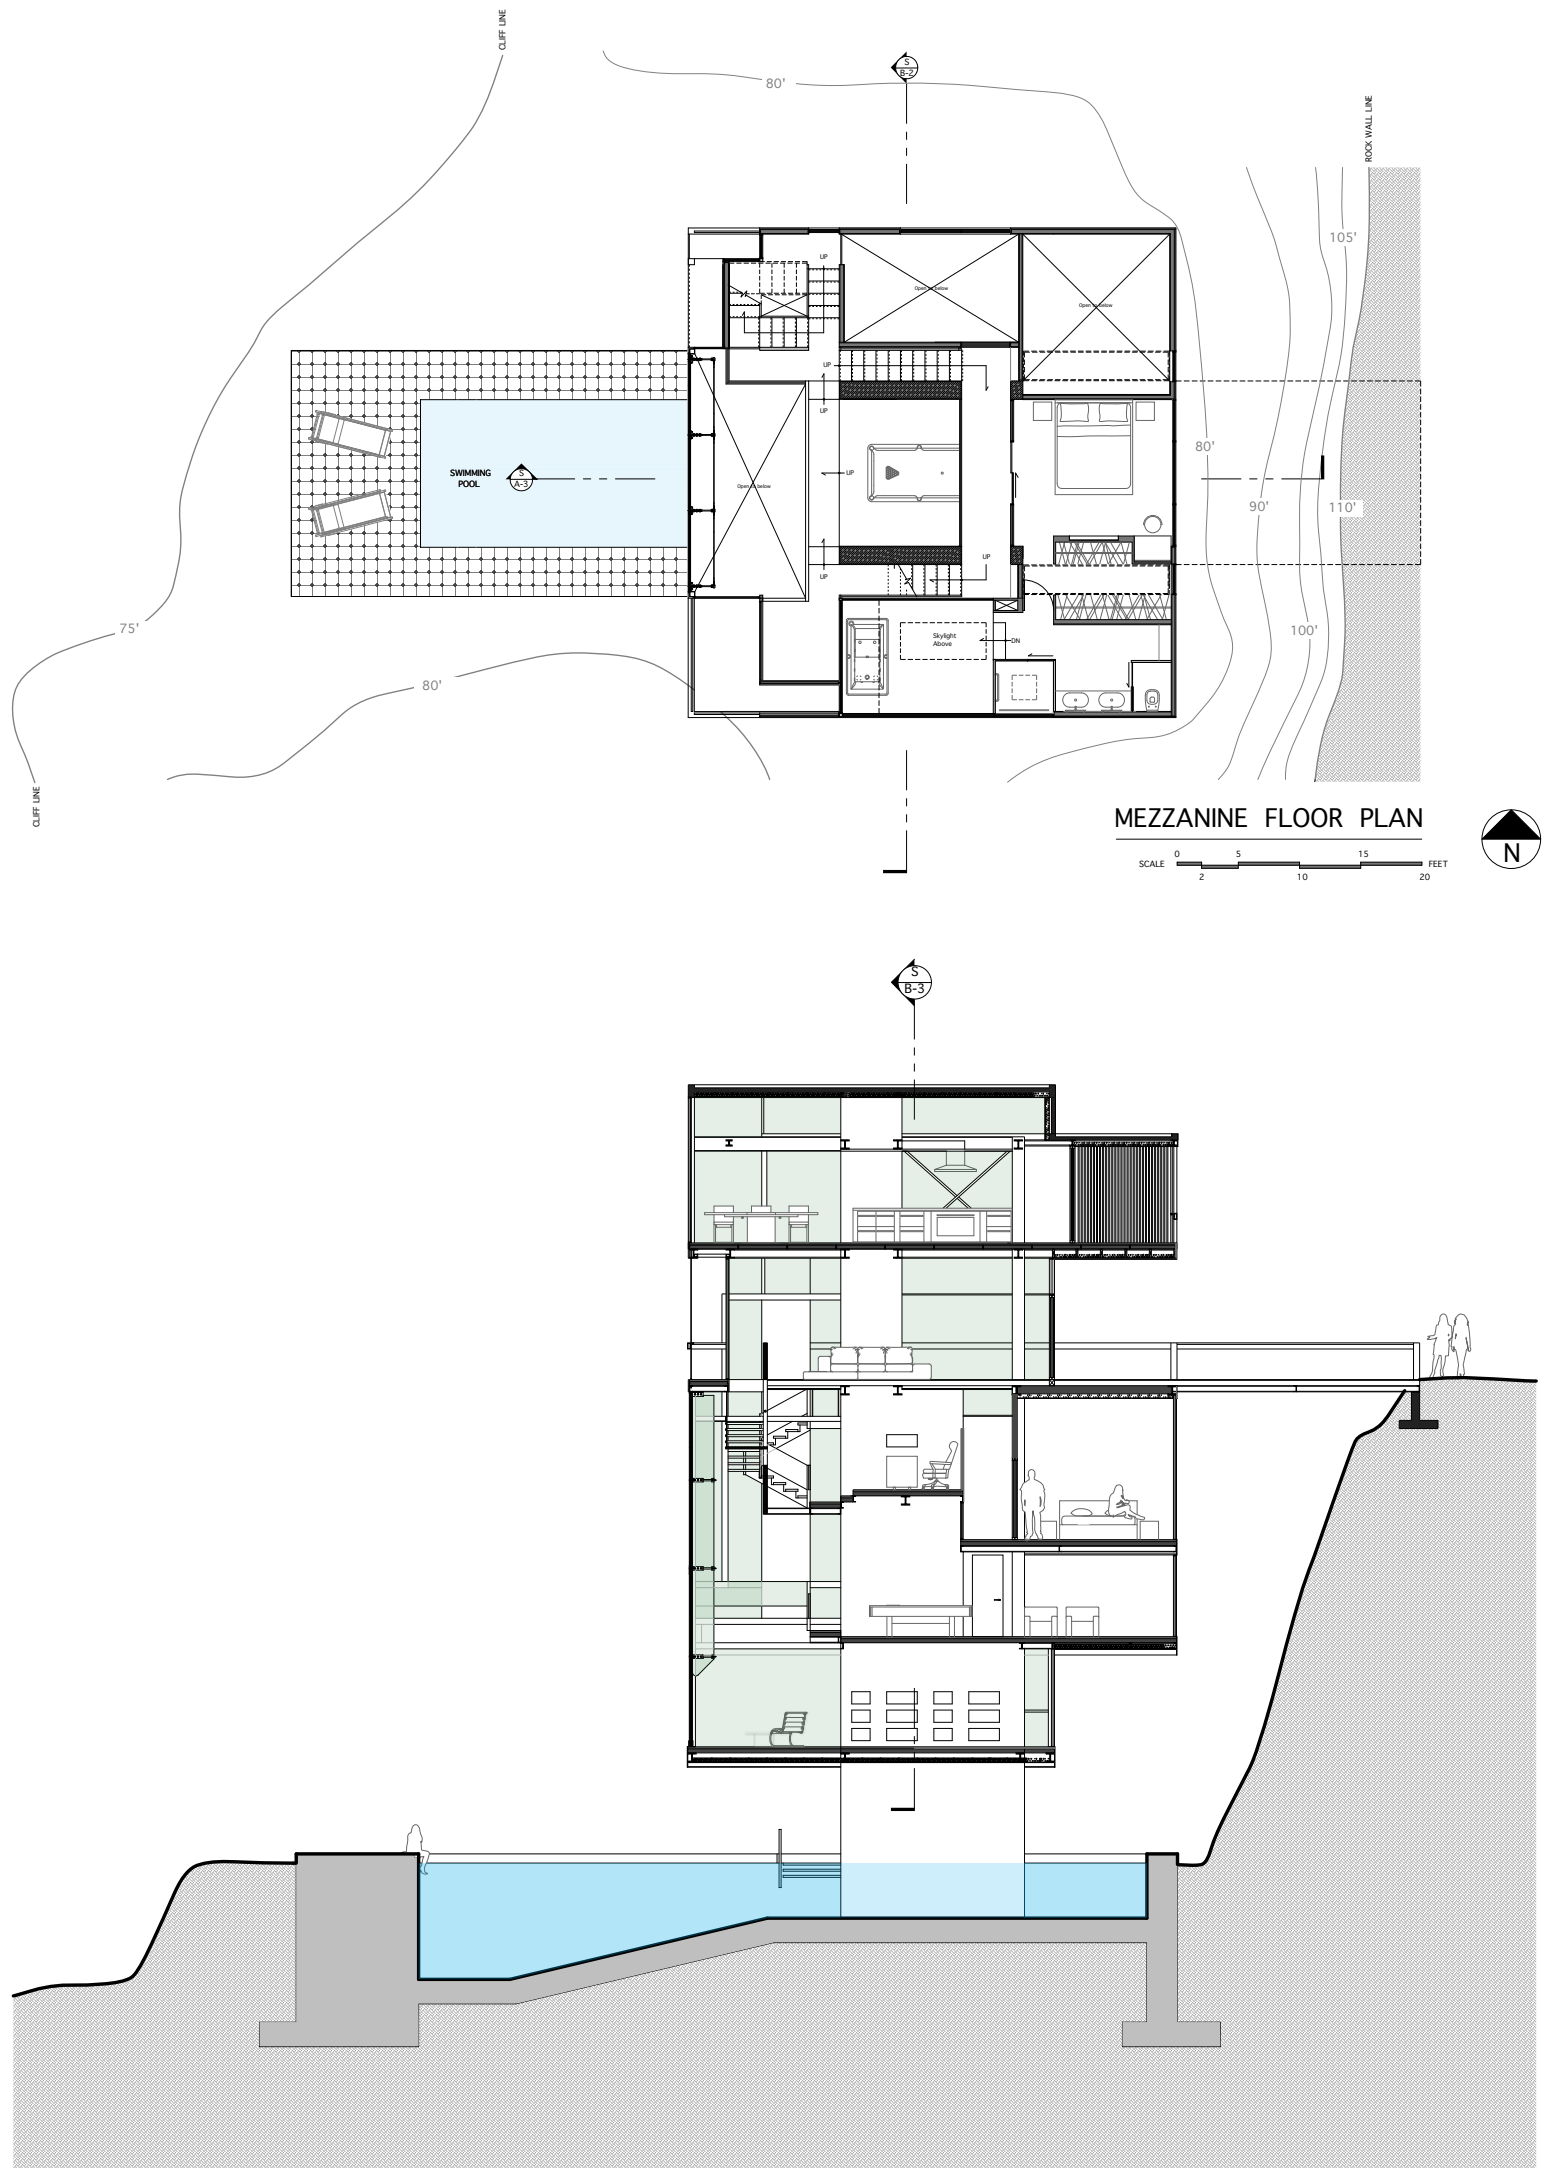 CLIFF LINE
S
B-2
80'
ROCK WALL LINE
105'
UP
Open to below
Open to below
UP
UP
80'
SWIMMING
POOL
S
A-3
UP
Open to below
90'
110'
UP
UP
75'
Skylight
Above
DN
100'
80'
CLIFF LINE
MEZZANINE FLOOR PLAN
SCALE
0 5 15
FEET
2 10 20
N
S
B-3